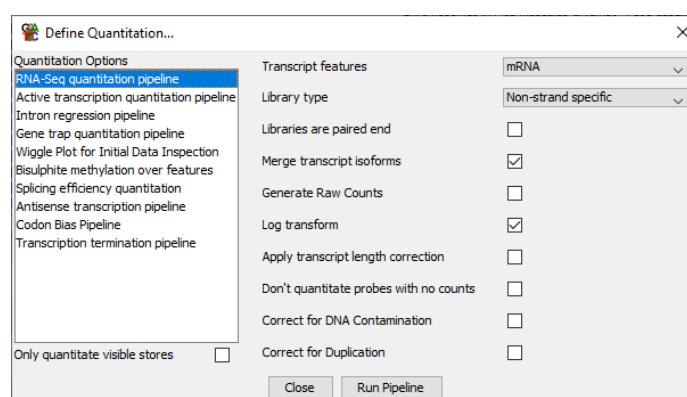 Define Quantitation...
Quantitation Options
RNA-Seq quantitation pipeline
Active transcription quantitation pipeline
Intron regression pipeline
Gene trap quantitation pipeline
Wiggle Plot for Initial Data Inspection
Bisulphite methylation over features
Splicing efficiency quantitation
Antisense transcription pipeline
Codon Bias Pipeline
Transcription termination pipeline
Only quantitate visible stores
Transcript features mRNA
Library type Non-strand specific
Libraries are paired end
Merge transcript isoforms
Generate Raw Counts
Log transform
Apply transcript length correction
Don't quantitate probes with no counts
Correct for DNA Contamination
Correct for Duplication
Close Run Pipeline